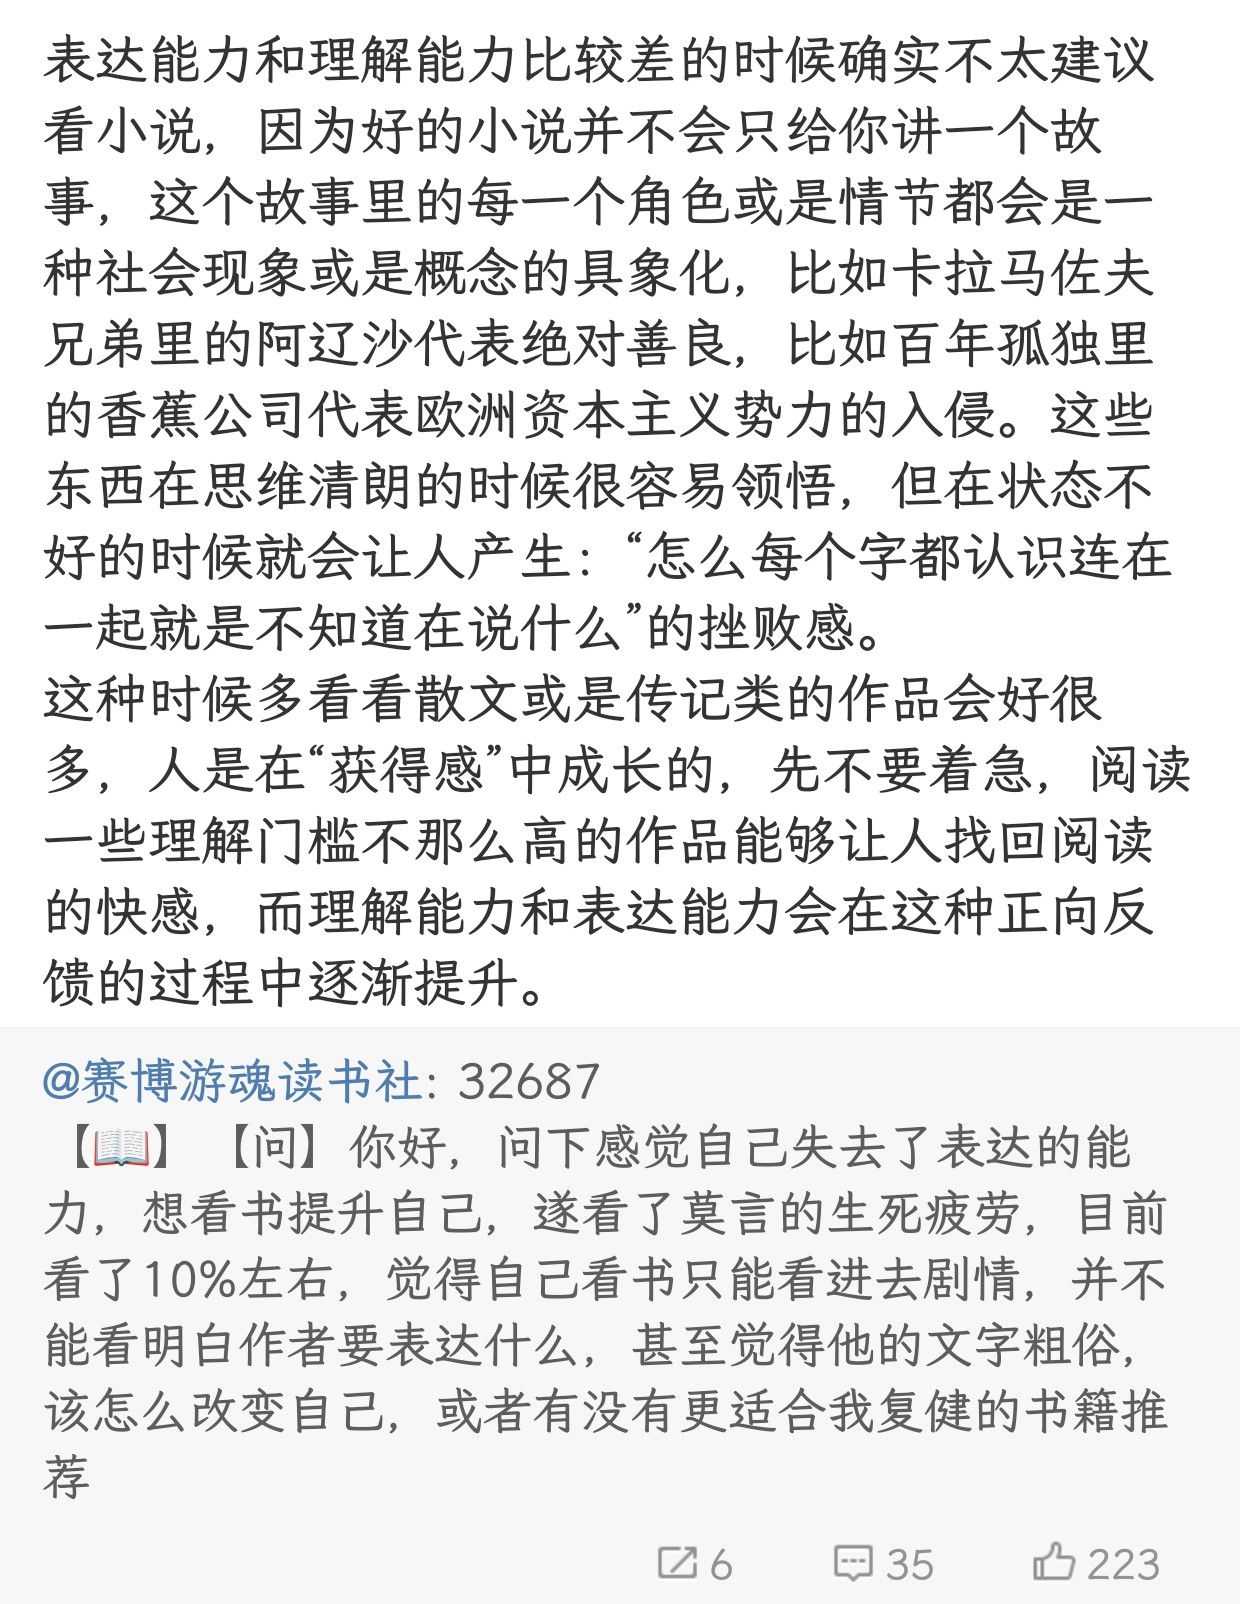 表达能力和理解能力比较差的时候确实不太建议
看小说，因为好的小说并不会只给你讲一个故
事，这个故事里的每一个角色或是情节都会是一
种社会现象或是概念的具象化，比如卡拉马佐夫
兄弟里的阿辽沙代表绝对善良，比如百年孤独里
的香蕉公司代表欧洲资本主义势力的入侵。这些
东西在思维清朗的时候很容易领悟，但在状态不
好的时候就会让人产生：“怎么每个字都认识连在
一起就是不知道在说什么”的挫败感。
这种时候多看看散文或是传记类的作品会好很
多，人是在“获得感”中成长的，先不要着急，阅读
一些理解门槛不那么高的作品能够让人找回阅读
的快感，而理解能力和表达能力会在这种正向反
馈的过程中逐渐提升。
@赛博游魂读书社: 32687
【📖】 【问】你好，问下感觉自己失去了表达的能
力，想看书提升自己，遂看了莫言的生死疲劳，目前
看了10%左右，觉得自己看书只能看进去剧情，并不
能看明白作者要表达什么，甚至觉得他的文字粗俗，
该怎么改变自己，或者有没有更适合我复健的书籍推
荐
6 35 223